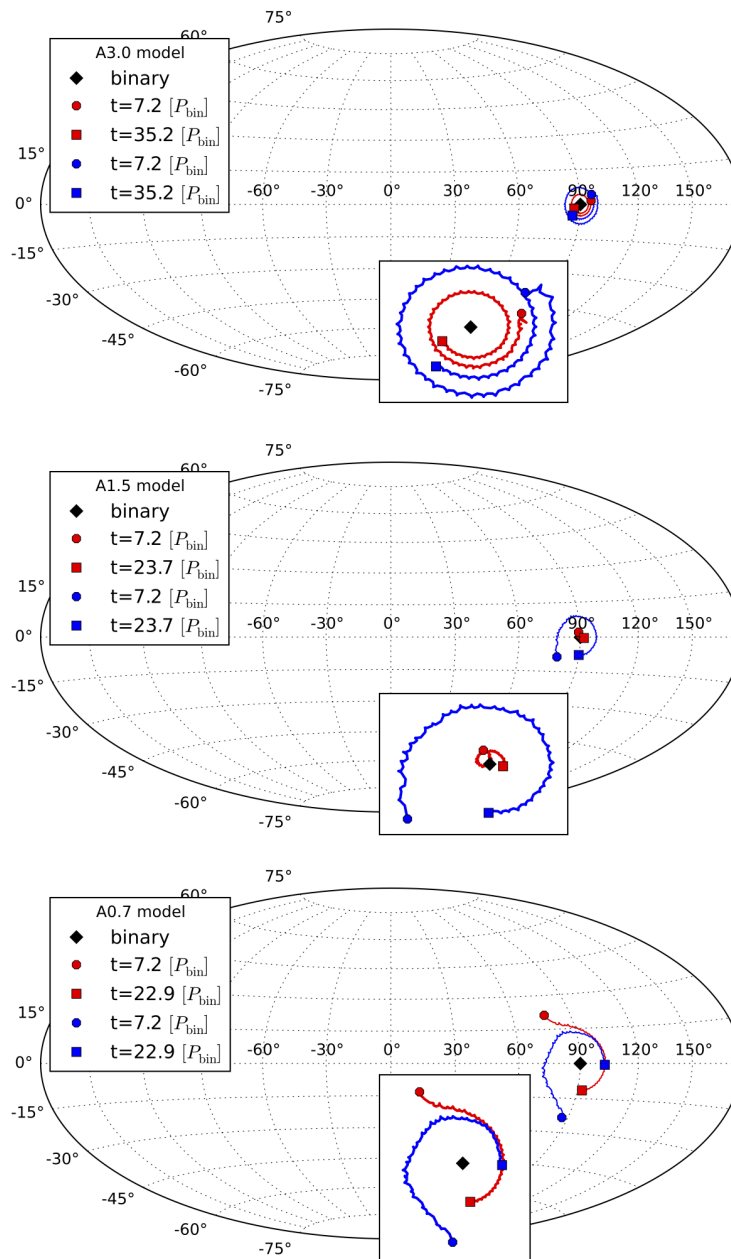 75°
60°
A3.0 model
binary
t=7.2 [P_bin]
t=35.2 [P_bin]
t=7.2 [P_bin]
t=35.2 [P_bin]
15°
0°
-15°
-30°
-45°
-75°
-60° -30° 0° 30° 60° 90° 120° 150°
75°
60°
A1.5 model
binary
t=7.2 [P_bin]
t=23.7 [P_bin]
t=7.2 [P_bin]
t=23.7 [P_bin]
15°
0°
-15°
-30°
-45°
-60°
-75°
-60° -30° 0° 30° 60° 90° 120° 150°
75°
60°
A0.7 model
binary
t=7.2 [P_bin]
t=22.9 [P_bin]
t=7.2 [P_bin]
t=22.9 [P_bin]
15°
0°
-15°
-30°
-45°
-60°
-75°
-60° -30° 0° 30° 60° 90° 120° 150°